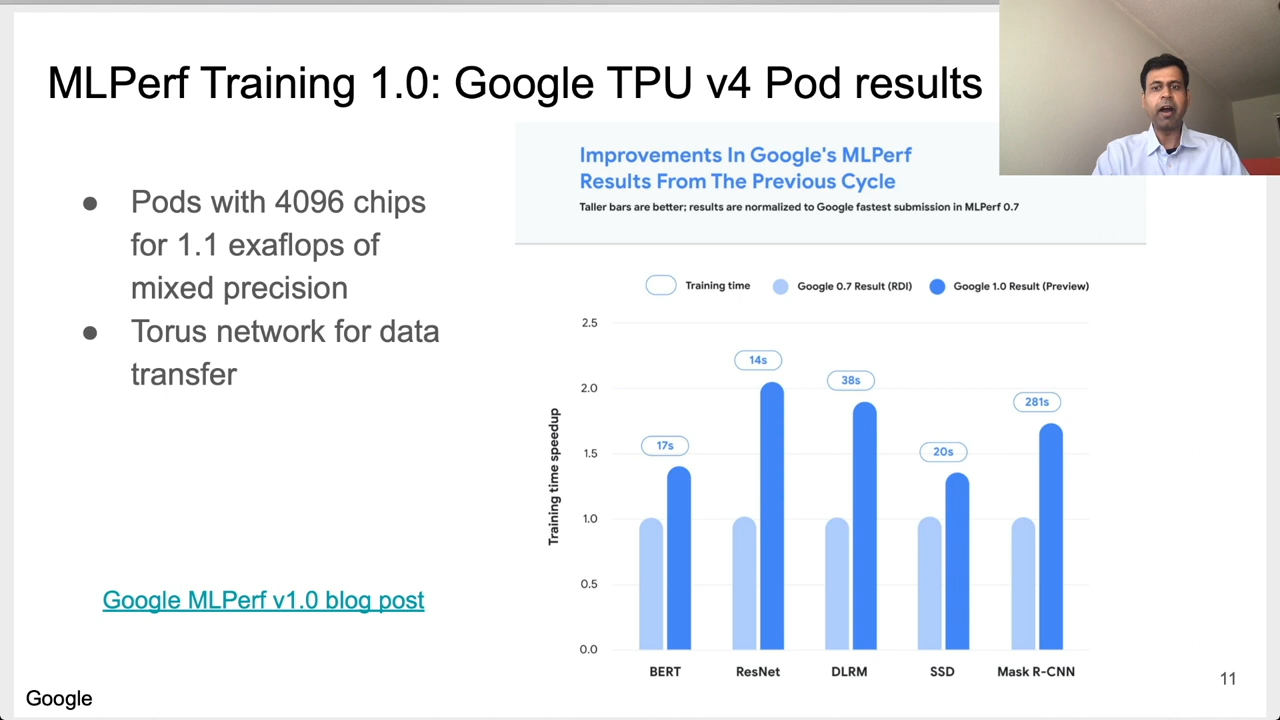 MLPerf Training 1.0: Google TPU v4 Pod results
● Pods with 4096 chips
for 1.1 exaflops of
mixed precision
● Torus network for data
transfer
Google MLPerf v1.0 blog post
Improvements In Google's MLPerf
Results From The Previous Cycle
Taller bars are better; results are normalized to Google fastest submission in MLPerf 0.7
Training time
Google 0.7 Result (RDI)
Google 1.0 Result (Preview)
Training time speedup
2.5
2.0
1.5
1.0
0.5
0.0
17s
14s
38s
20s
281s
BERT
ResNet
DLRM
SSD
Mask R-CNN
Google
11